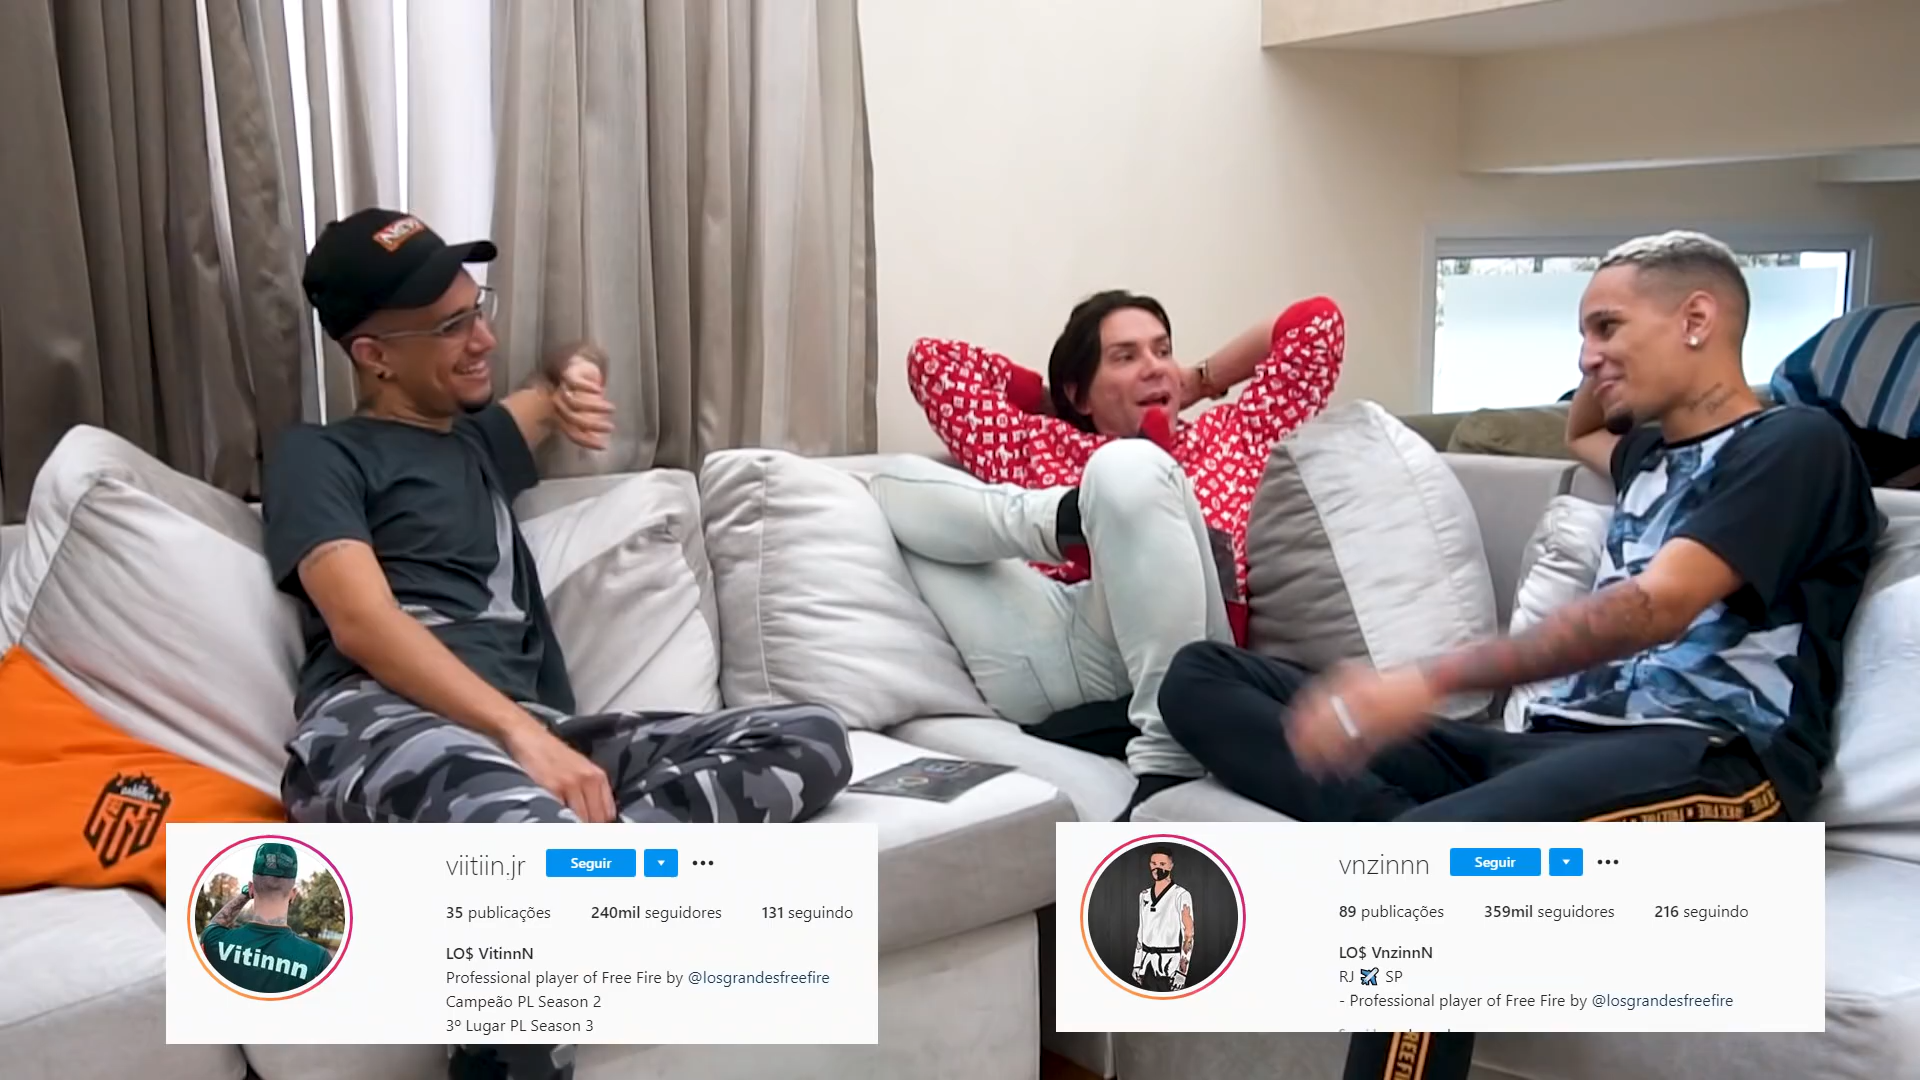 viitiin.jr Seguir
35 publicações 240mil seguidores 131 seguindo
LO$ VitinnN
Professional player of Free Fire by @losgrandesfreefire
Campeão PL Season 2
3º Lugar PL Season 3
Vitinnn
vnzinnn Seguir
89 publicações 359mil seguidores 216 seguindo
LO$ VnzinnN
RJ ✈ SP
- Professional player of Free Fire by @losgrandesfreefire
FREE FIRE